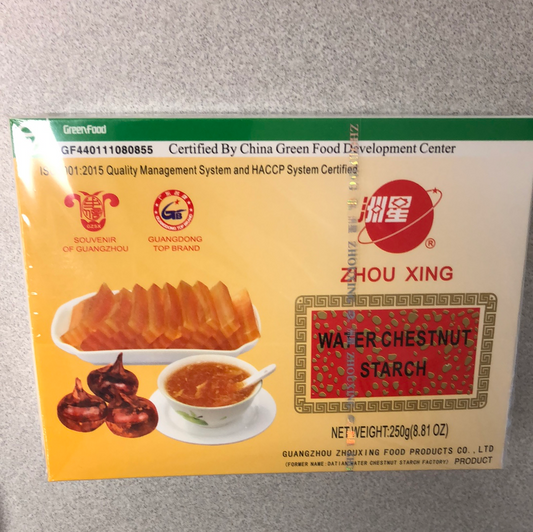 GreenFood
GF440111080855 Certified By China Green Food Development Center
ISO9001:2015 Quality Management System and HACCP System Certified
SOUVENIR
OF GUANGZHOU
GUANGDONG
TOP BRAND
洲星
®
ZHOU XING
WATER CHESTNUT
STARCH
NET WEIGHT:250g(8.81 OZ)
GUANGZHOU ZHOUXING FOOD PRODUCTS CO.,LTD
(FORMER NAME:DATIAN WATER CHESTNUT STARCH FACTORY) PRODUCT